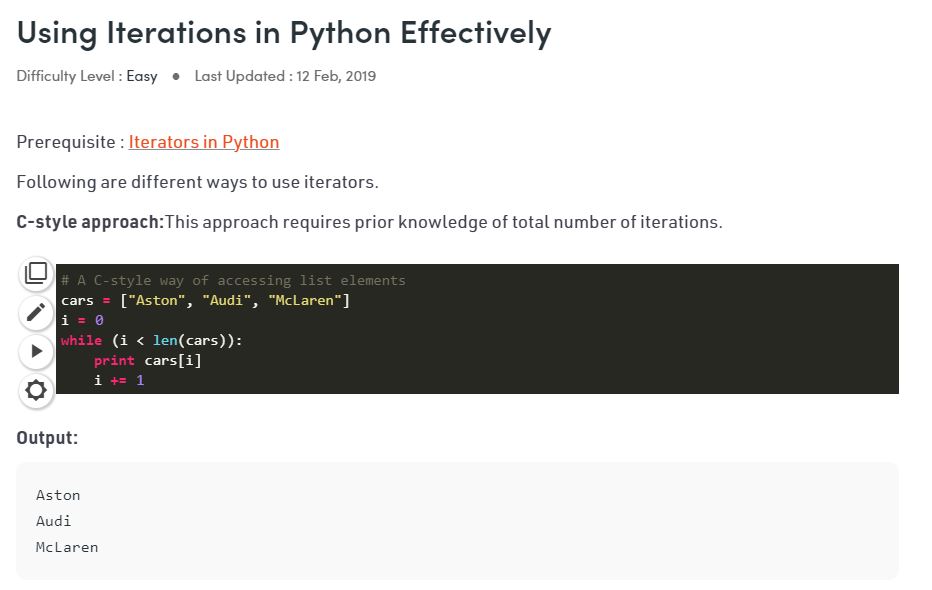 Using Iterations in Python Effectively
Difficulty Level : Easy ● Last Updated : 12 Feb, 2019
Prerequisite : Iterators in Python
Following are different ways to use iterators.
C-style approach:This approach requires prior knowledge of total number of iterations.
# A C-style way of accessing list elements
cars = ["Aston", "Audi", "McLaren"]
i = 0
while (i < len(cars)):
    print cars[i]
    i += 1
Output:
Aston
Audi
McLaren